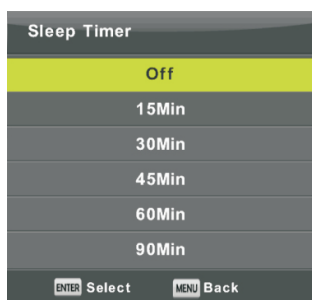 Sleep Timer
Off
15Min
30Min
45Min
60Min
90Min
ENTER Select MENU Back